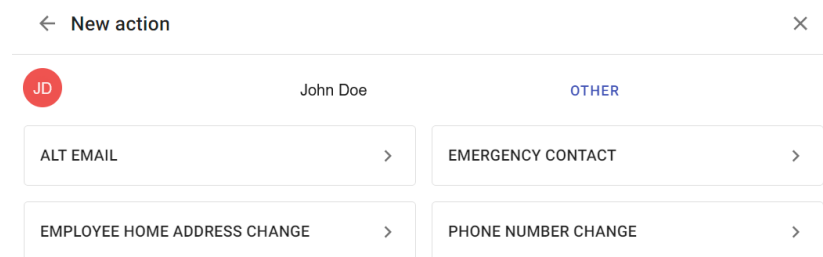 New action
JD John Doe OTHER
ALT EMAIL EMERGENCY CONTACT
EMPLOYEE HOME ADDRESS CHANGE PHONE NUMBER CHANGE